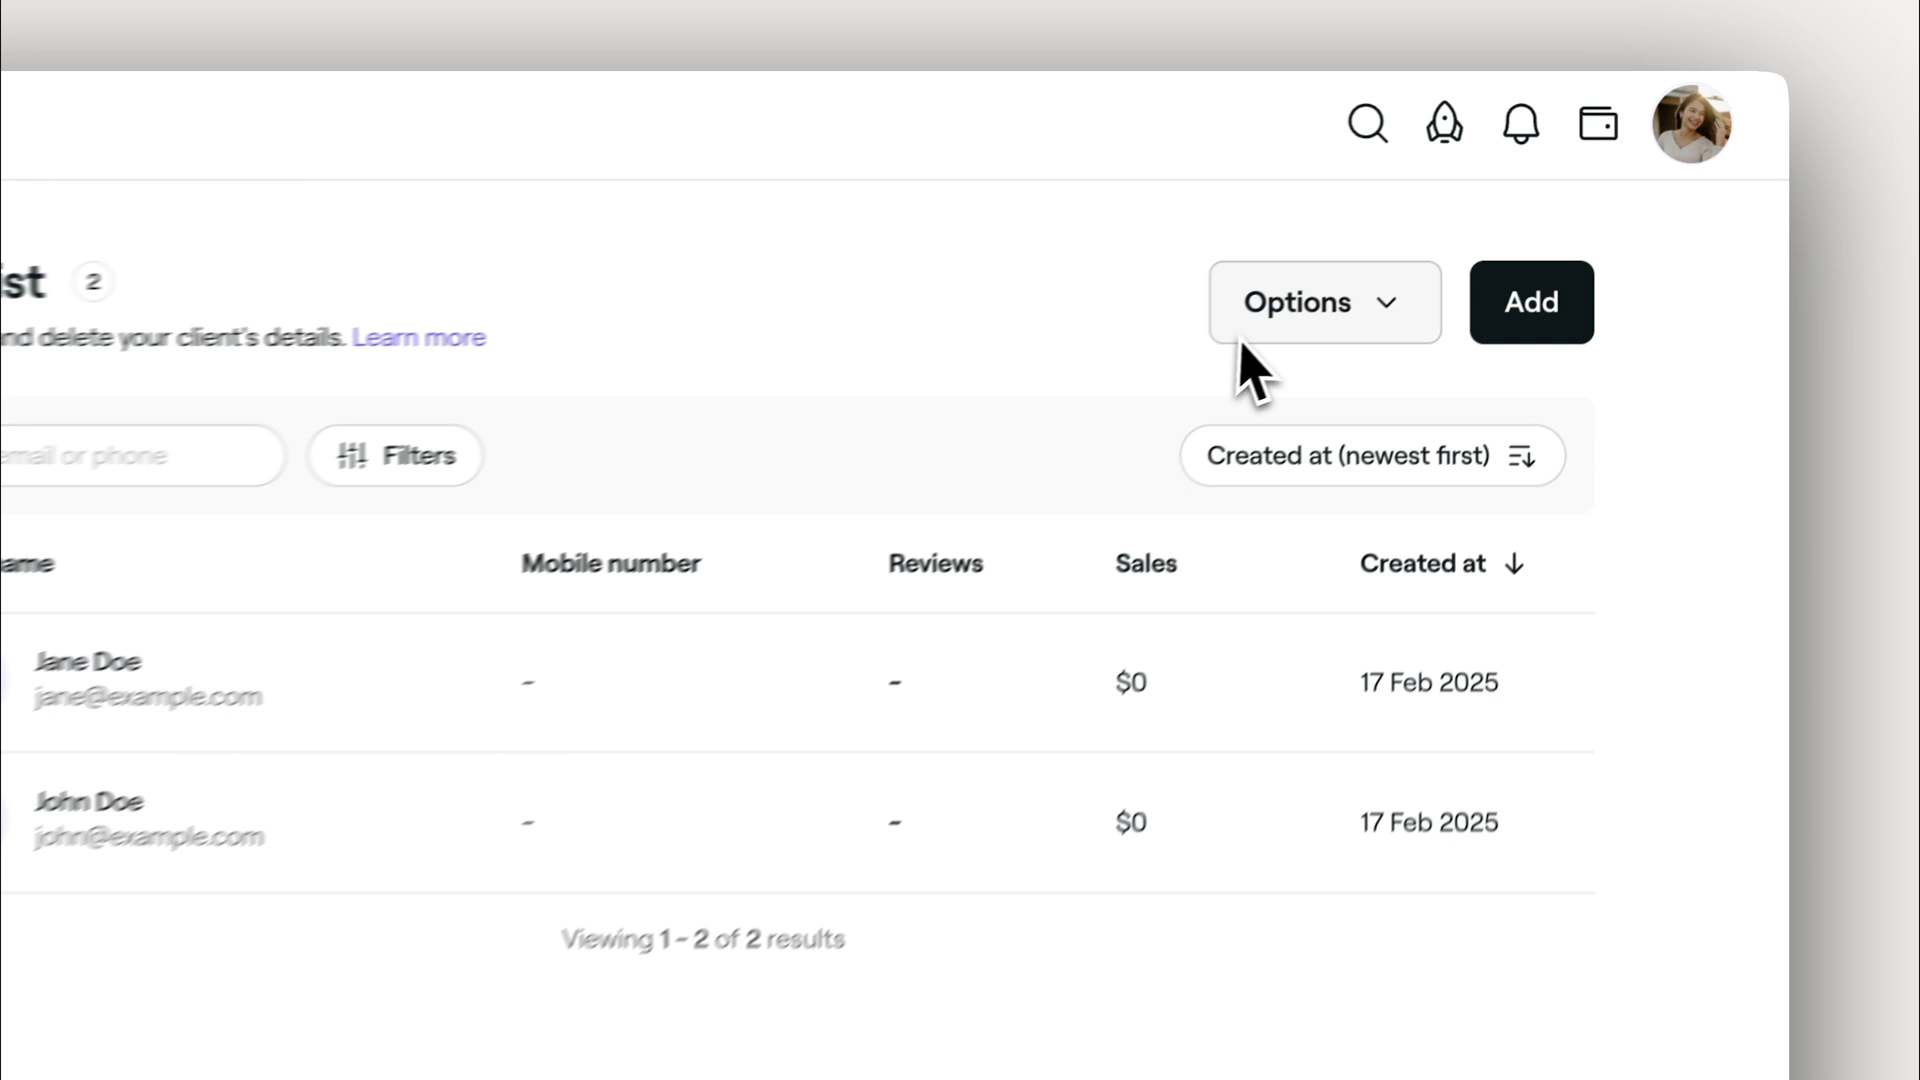 ist 2
Options
Add
nd delete your client's details. Learn more
email or phone
Filters
Created at (newest first)
ame Mobile number Reviews Sales Created at
Jane Doe
jane@example.com
- - $0 17 Feb 2025
John Doe
john@example.com
- - $0 17 Feb 2025
Viewing 1 - 2 of 2 results